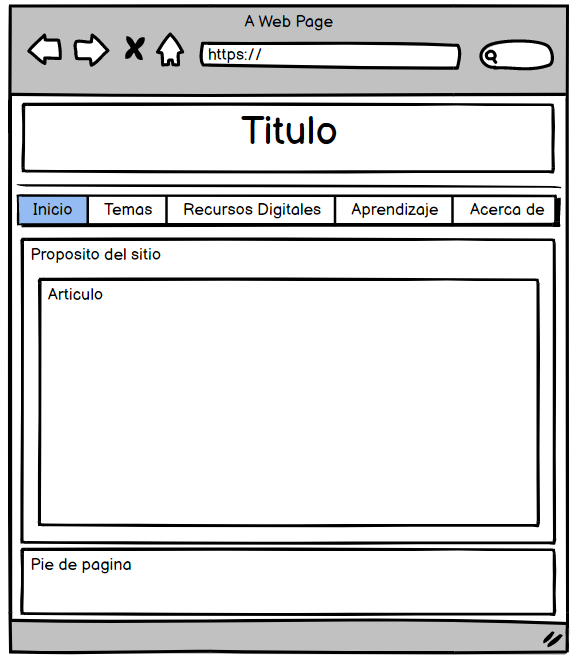 A Web Page
https://
Titulo
Inicio Temas Recursos Digitales Aprendizaje Acerca de
Proposito del sitio
Articulo
Pie de pagina